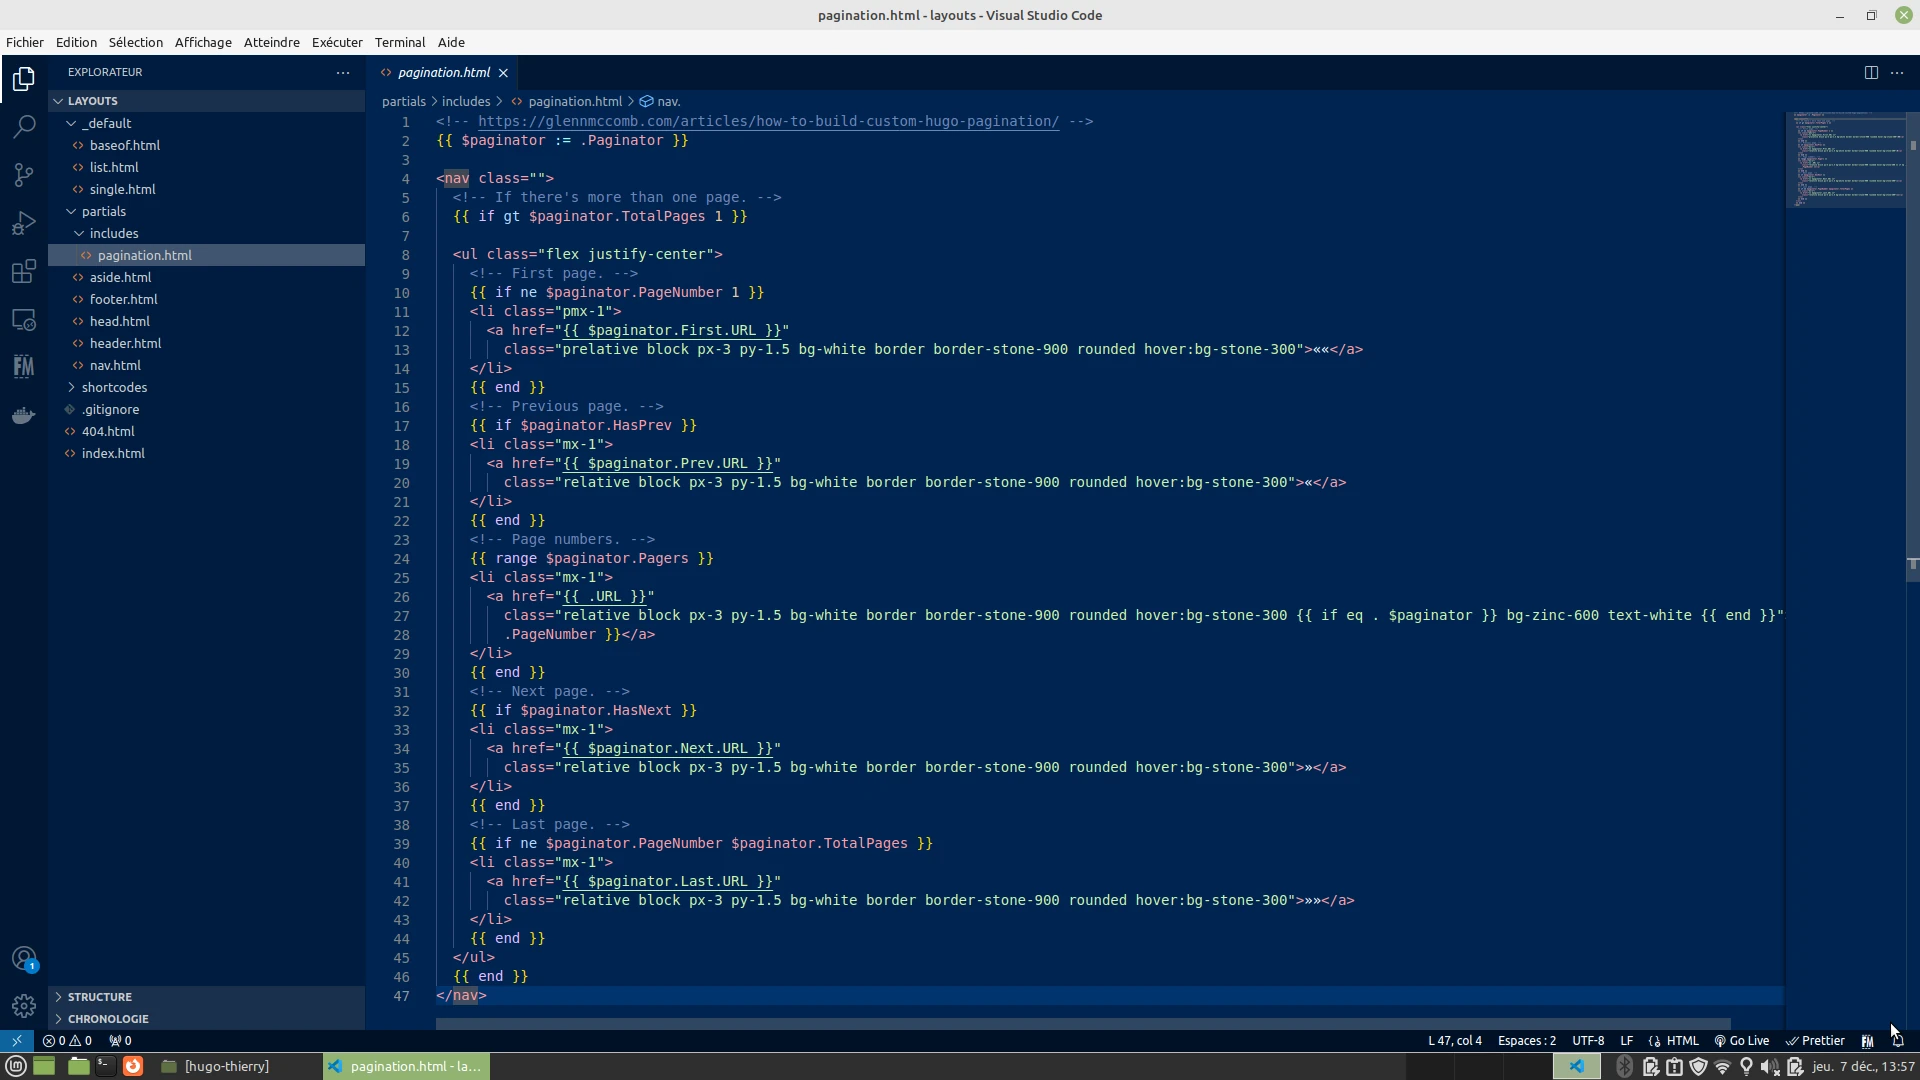 pagination.html - layouts - Visual Studio Code
Fichier Edition Sélection Affichage Atteindre Exécuter Terminal Aide
EXPLORATEUR
LAYOUTS
_default
baseof.html
list.html
single.html
partials
includes
pagination.html
aside.html
footer.html
head.html
header.html
nav.html
shortcodes
.gitignore
404.html
index.html
STRUCTURE
CHRONOLOGIE
pagination.html
partials > includes > pagination.html > nav.
1 <!-- https://glennmccomb.com/articles/how-to-build-custom-hugo-pagination/ -->
2 {{ $paginator := .Paginator }}
3
4 <nav class="">
5 <!-- If there's more than one page. -->
6 {{ if gt $paginator.TotalPages 1 }}
7
8 <ul class="flex justify-center">
9 <!-- First page. -->
10 {{ if ne $paginator.PageNumber 1 }}
11 <li class="pmx-1">
12 <a href="{{ $paginator.First.URL }}"
13 class="prelative block px-3 py-1.5 bg-white border border-stone-900 rounded hover:bg-stone-300">««</a>
14 </li>
15 {{ end }}
16 <!-- Previous page. -->
17 {{ if $paginator.HasPrev }}
18 <li class="mx-1">
19 <a href="{{ $paginator.Prev.URL }}"
20 class="relative block px-3 py-1.5 bg-white border border-stone-900 rounded hover:bg-stone-300">«</a>
21 </li>
22 {{ end }}
23 <!-- Page numbers. -->
24 {{ range $paginator.Pagers }}
25 <li class="mx-1">
26 <a href="{{ .URL }}"
27 class="relative block px-3 py-1.5 bg-white border border-stone-900 rounded hover:bg-stone-300 {{ if eq . $paginator }} bg-zinc-600 text-white {{ end }}"
28 .PageNumber }}</a>
29 </li>
30 {{ end }}
31 <!-- Next page. -->
32 {{ if $paginator.HasNext }}
33 <li class="mx-1">
34 <a href="{{ $paginator.Next.URL }}"
35 class="relative block px-3 py-1.5 bg-white border border-stone-900 rounded hover:bg-stone-300">»</a>
36 </li>
37 {{ end }}
38 <!-- Last page. -->
39 {{ if ne $paginator.PageNumber $paginator.TotalPages }}
40 <li class="mx-1">
41 <a href="{{ $paginator.Last.URL }}"
42 class="relative block px-3 py-1.5 bg-white border border-stone-900 rounded hover:bg-stone-300">»»</a>
43 </li>
44 {{ end }}
45 </ul>
46 {{ end }}
47 </nav>
FM
1
0 0 0 L 47, col 4 Espaces : 2 UTF-8 LF HTML Go Live Prettier FM
[hugo-thierry] pagination.html - la... jeu. 7 déc., 13:57